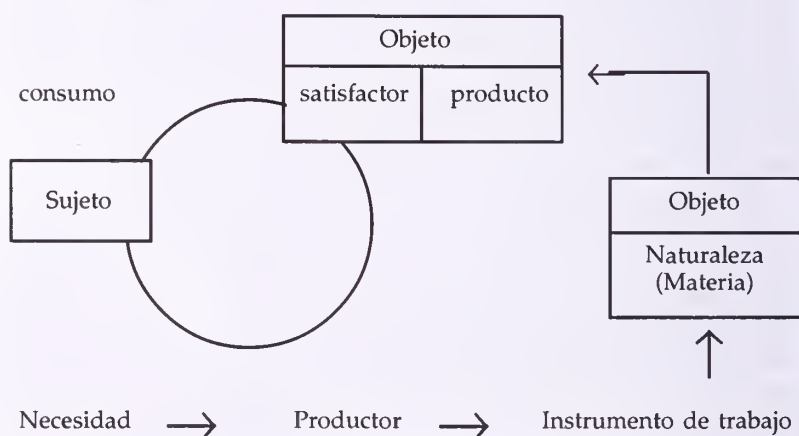 Objeto
consumo
satisfactor producto
Sujeto
Objeto
Naturaleza
(Materia)
Necesidad → Productor → Instrumento de trabajo